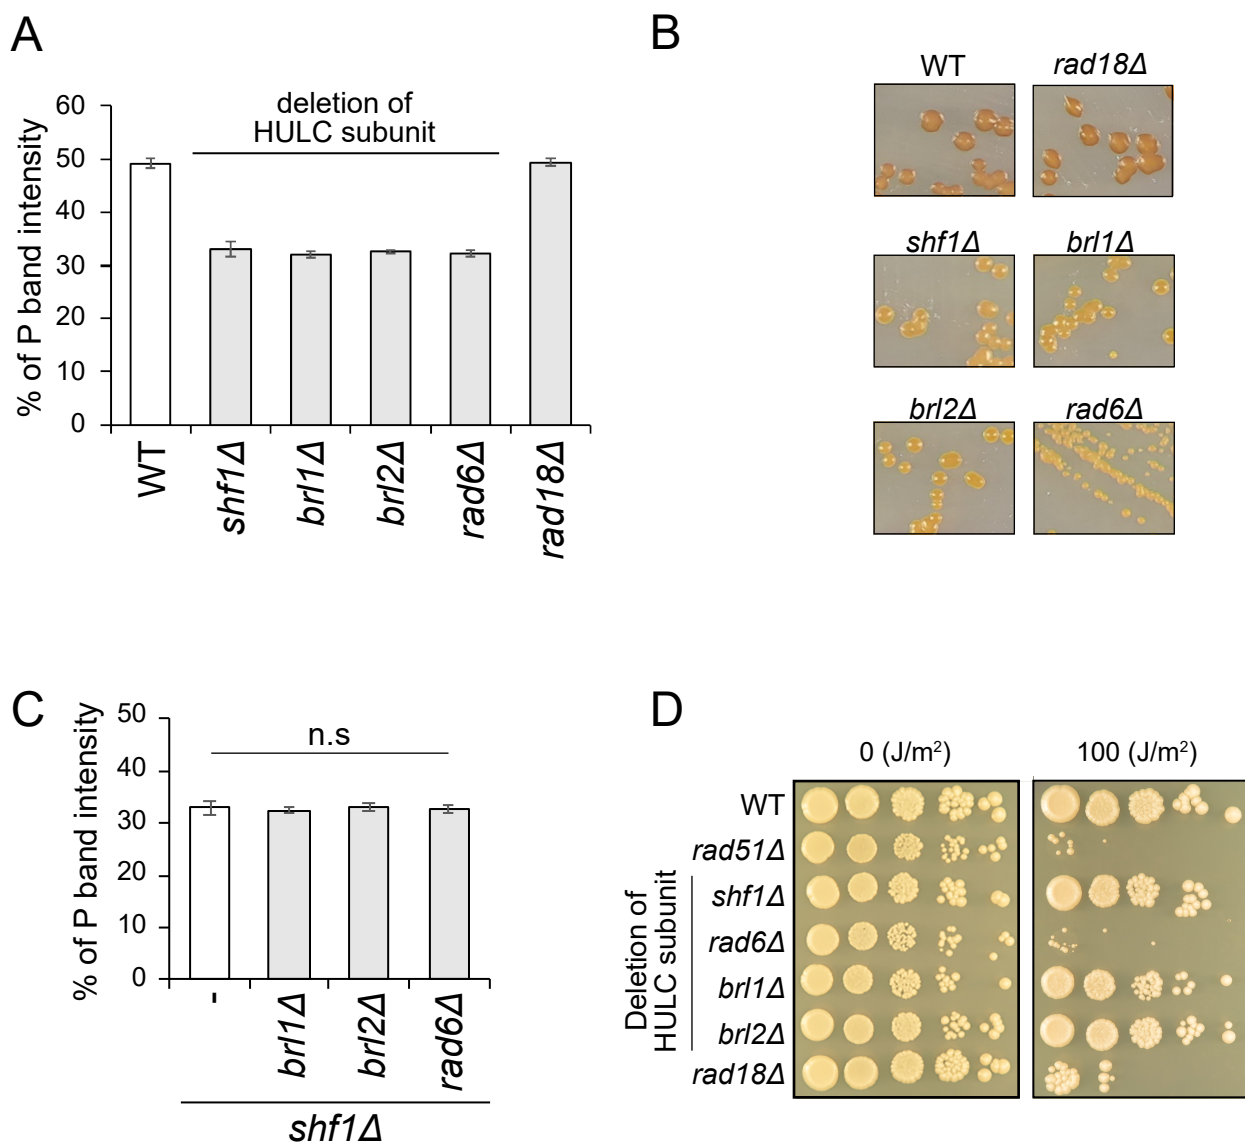 A
% of P band intensity
60
50
40
30
20
10
0
deletion of
HULC subunit
WT
shf1Δ
brl1Δ
brl2Δ
rad6Δ
rad18Δ
B
WT
rad18Δ
shf1Δ
brl1Δ
brl2Δ
rad6Δ
C
% of P band intensity
50
40
30
20
10
0
n.s
-
brl1Δ
brl2Δ
rad6Δ
shf1Δ
D
0 (J/m²)
100 (J/m²)
WT
rad51Δ
Deletion of
HULC subunit
shf1Δ
rad6Δ
brl1Δ
brl2Δ
rad18Δ